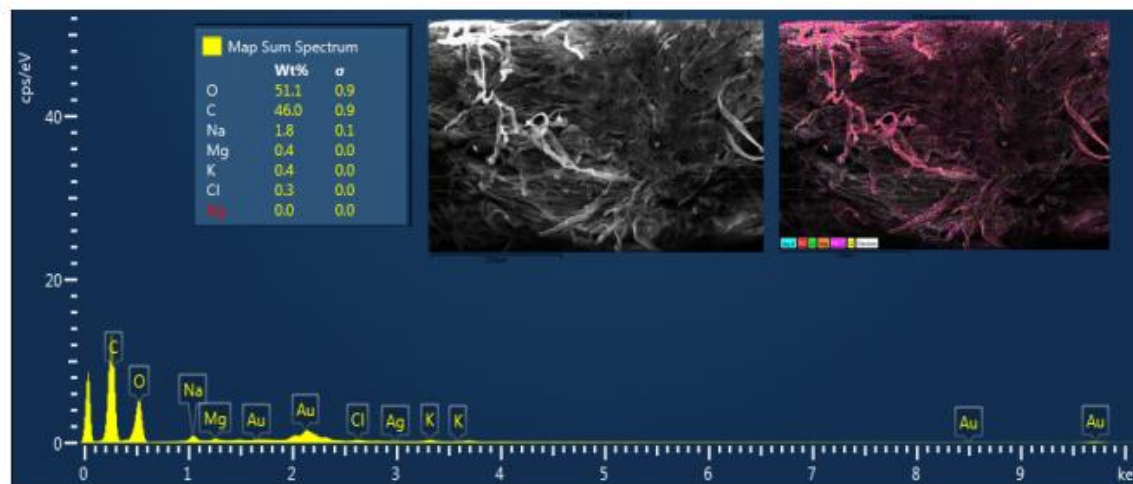 cps/eV
Map Sum Spectrum
Wt% σ
O 51.1 0.9
C 46.0 0.9
Na 1.8 0.1
Mg 0.4 0.0
K 0.4 0.0
Cl 0.3 0.0
Ag 0.0 0.0
40
20
0
C
O
Na
Mg
Au
Au
Cl
Ag
K
K
Au
Au
0 1 2 3 4 5 6 7 8 9 ke